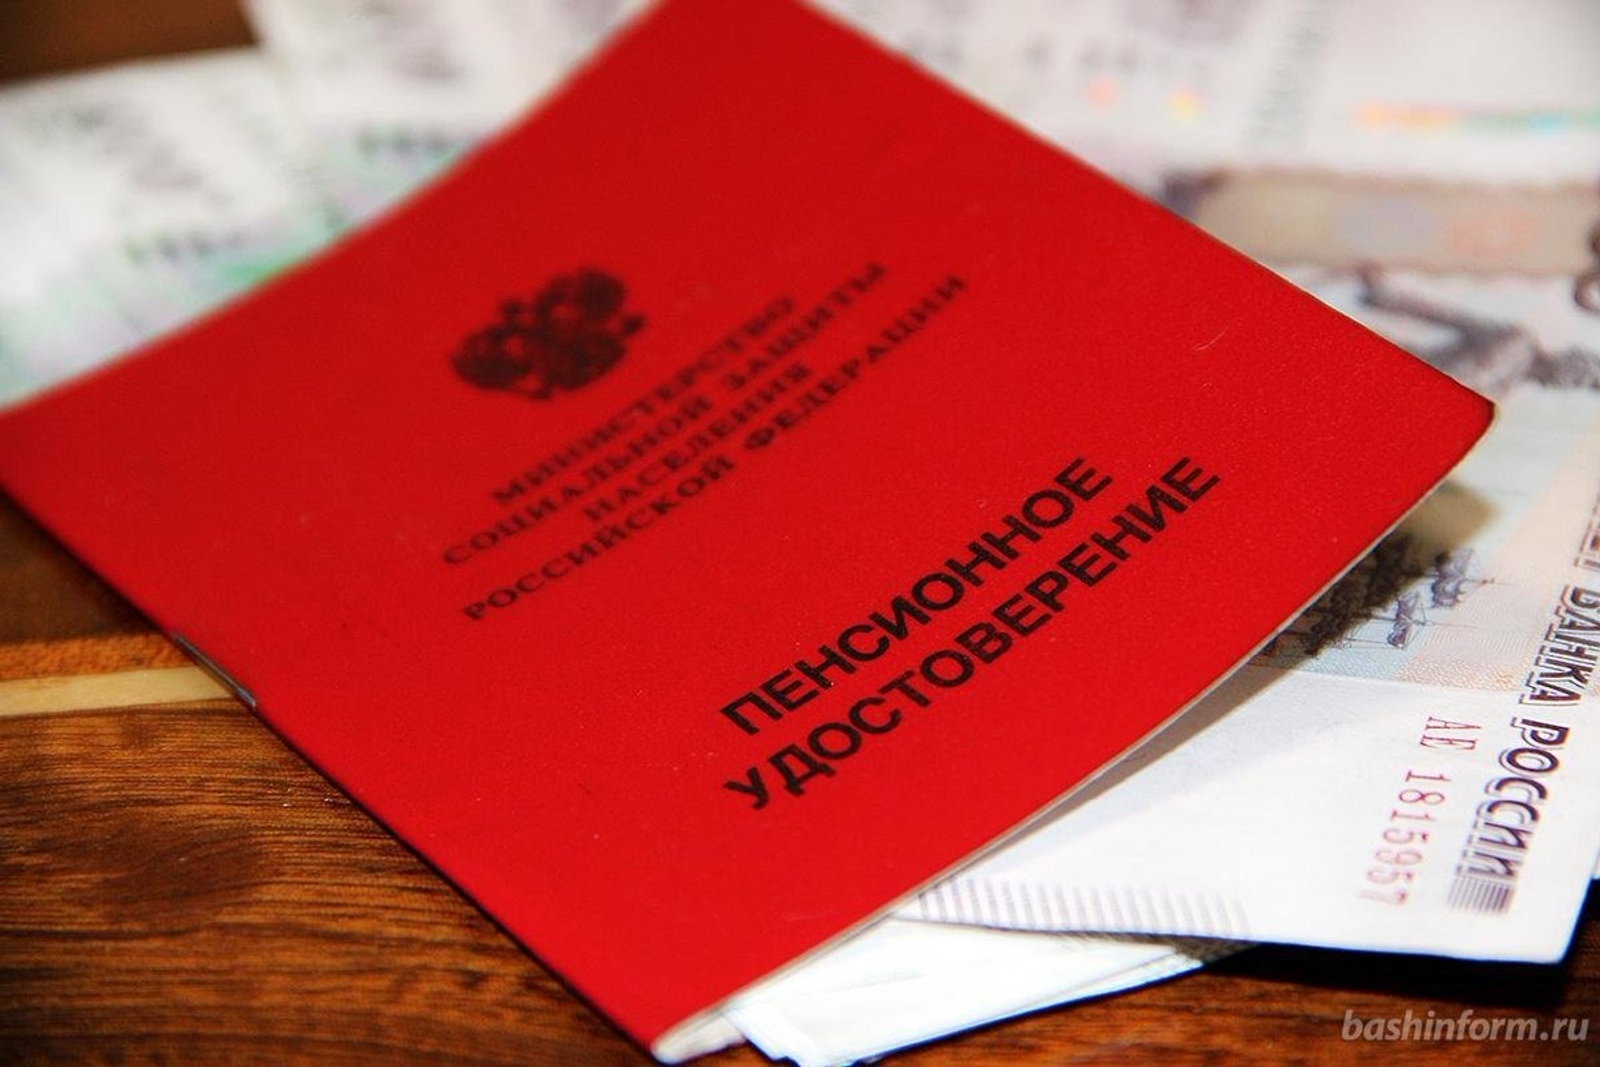 МИНИСТЕРСТВО
СОЦИАЛЬНОЙ ЗАЩИТЫ
НАСЕЛЕНИЯ
РОССИЙСКОЙ ФЕДЕРАЦИИ
ПЕНСИОННОЕ
УДОСТОВЕРЕНИЕ
БАНКА РОССИИ
АЕ 1815957
bashinform.ru